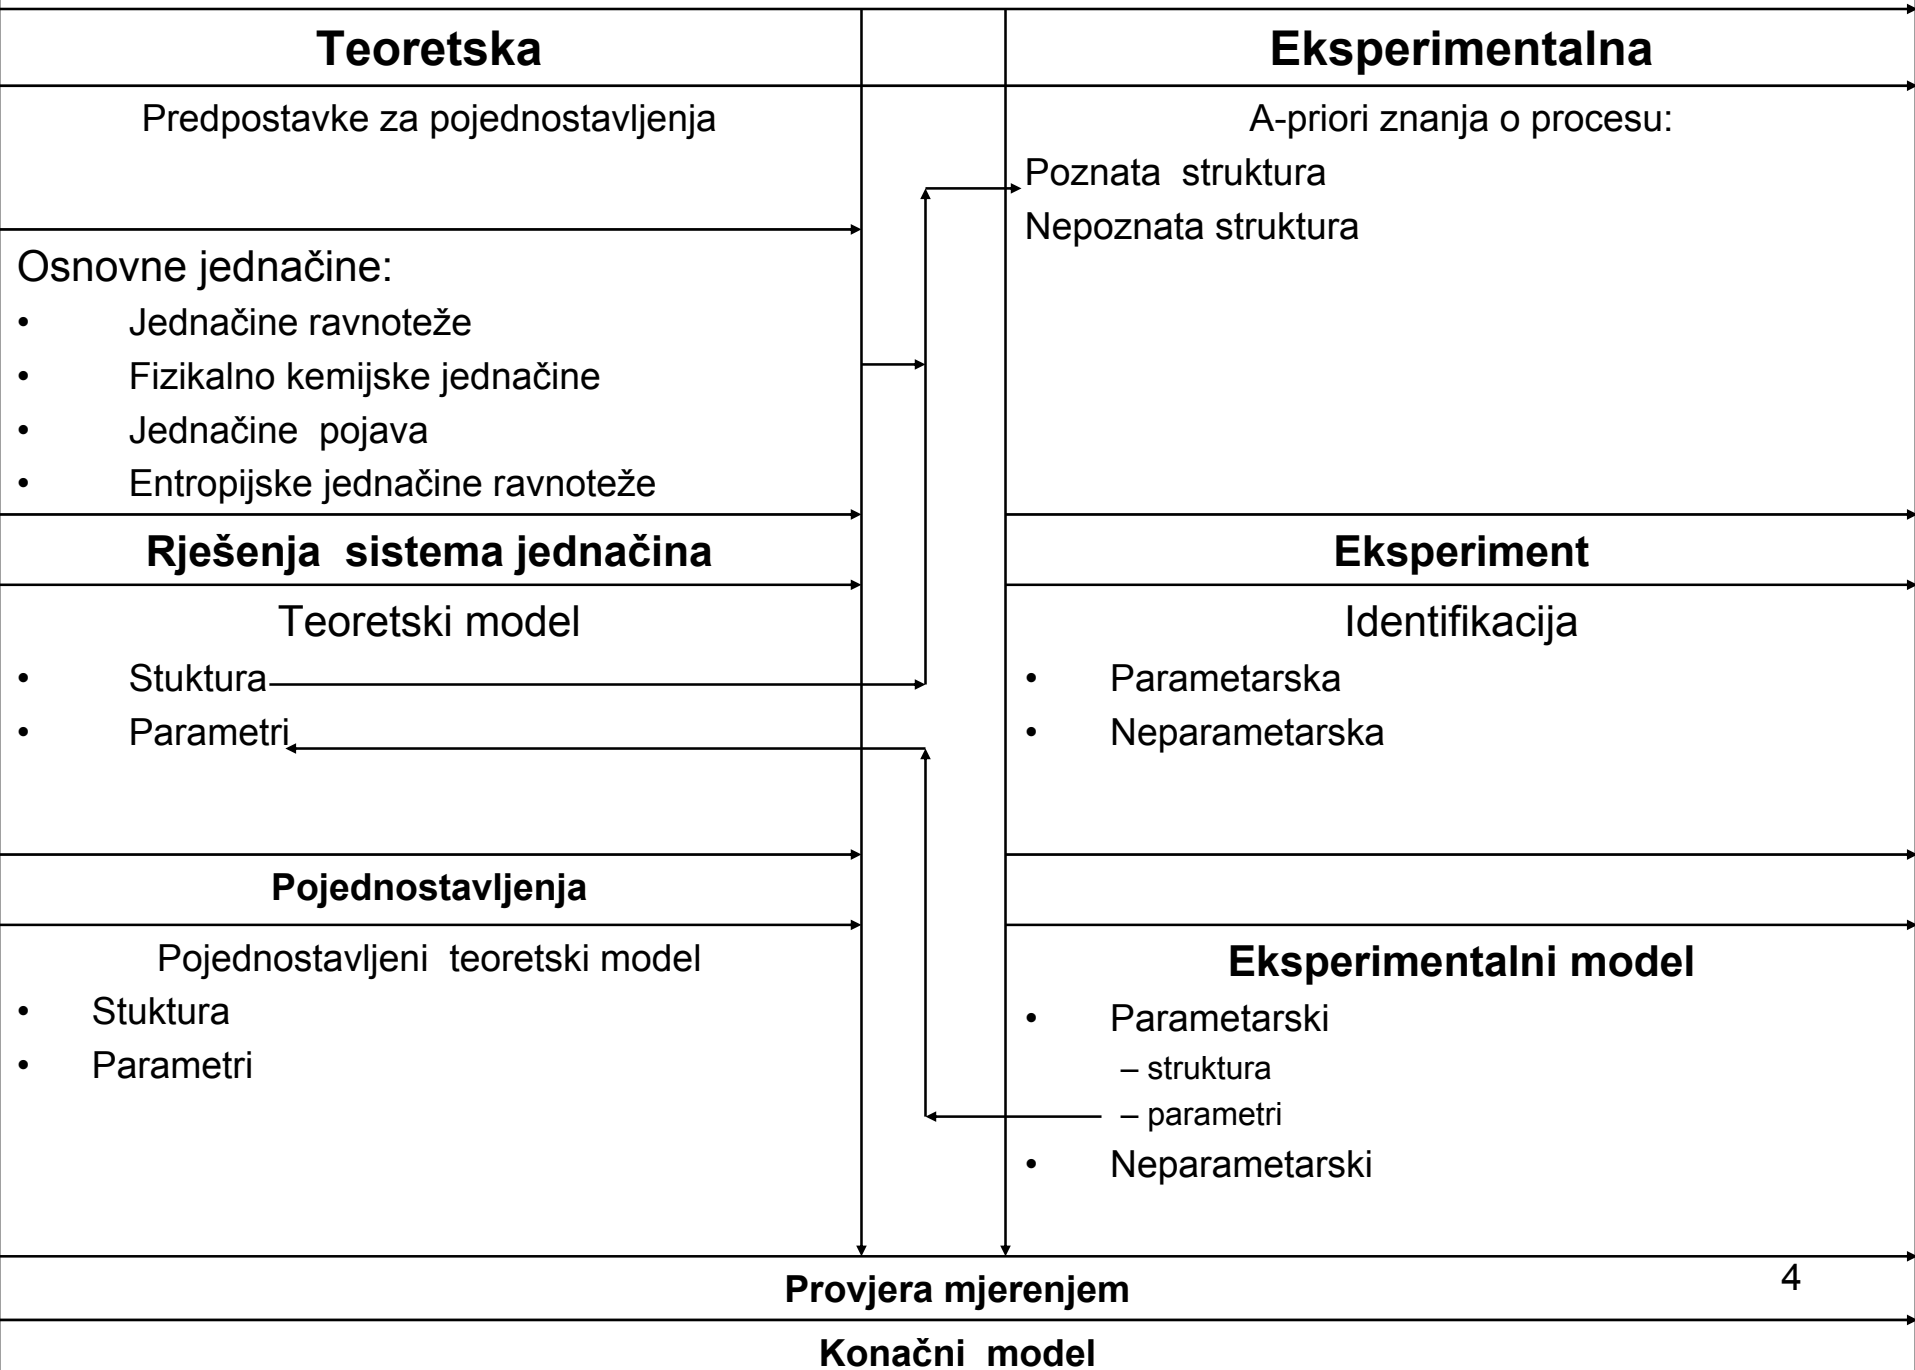 Teoretska
Predpostavke za pojednostavljenja
Osnovne jednačine:
• Jednačine ravnoteže
• Fizikalno kemijske jednačine
• Jednačine pojava
• Entropijske jednačine ravnoteže
Rješenja sistema jednačina
Teoretski model
• Stuktura
• Parametri
Pojednostavljenja
Pojednostavljeni teoretski model
• Stuktura
• Parametri
Eksperimentalna
A-priori znanja o procesu:
Poznata struktura
Nepoznata struktura
Eksperiment
Identifikacija
• Parametarska
• Neparametarska
Eksperimentalni model
• Parametarski
– struktura
– parametri
• Neparametarski
Provjera mjerenjem
4
Konačni model